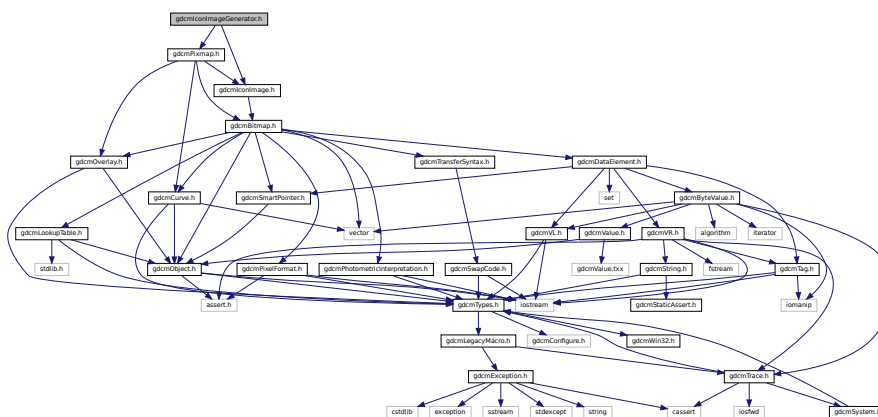 gdcmIconImageGenerator.h
gdcmPixmap.h
gdcmIconImage.h
gdcmBitmap.h
gdcmOverlay.h
gdcmTransferSyntax.h
gdcmDataElement.h
gdcmCurve.h
gdcmSmartPointer.h
set
gdcmByteValue.h
gdcmLookupTable.h
vector
gdcmVL.h
gdcmValue.h
gdcmVR.h
algorithm
iterator
stdlib.h
gdcmObject.h
gdcmPixelFormat.h
gdcmPhotometricInterpretation.h
gdcmSwapCode.h
gdcmValue.txx
gdcmString.h
fstream
gdcmTag.h
assert.h
gdcmTypes.h
iostream
gdcmStaticAssert.h
iomanip
gdcmLegacyMacro.h
gdcmConfigure.h
gdcmWin32.h
gdcmException.h
gdcmTrace.h
cstdlib
exception
sstream
stdexcept
string
cassert
iosfwd
gdcmSystem.h